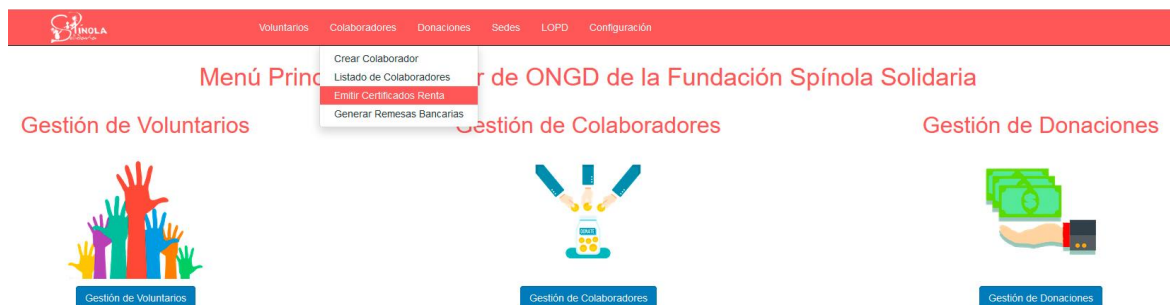 SPINOLA
Solidaria
Voluntarios Colaboradores Donaciones Sedes LOPD Configuración
Crear Colaborador
Listado de Colaboradores
Emitir Certificados Renta
Generar Remesas Bancarias
Menú Princ r de ONGD de la Fundación Spínola Solidaria
Gestión de Voluntarios
Gestión de Colaboradores
Gestión de Donaciones
DONATE
Gestión de Voluntarios
Gestión de Colaboradores
Gestión de Donaciones